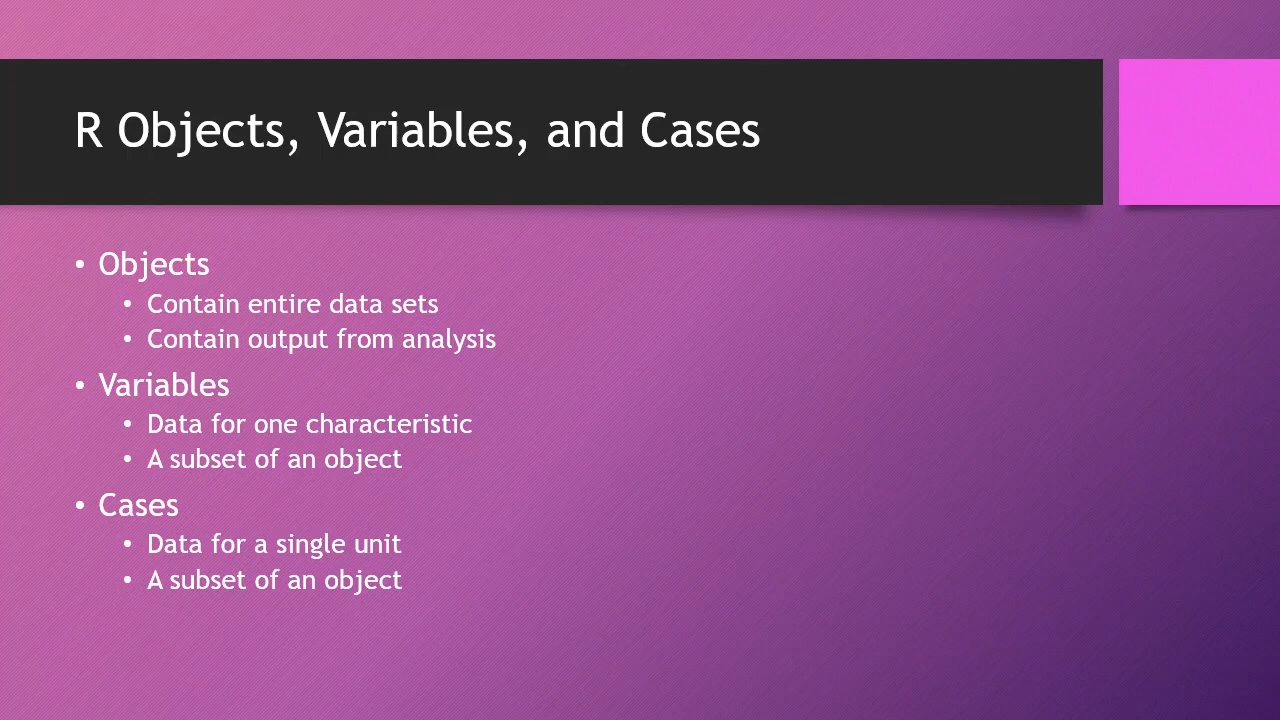 R Objects, Variables, and Cases
• Objects
• Contain entire data sets
• Contain output from analysis
• Variables
• Data for one characteristic
• A subset of an object
• Cases
• Data for a single unit
• A subset of an object